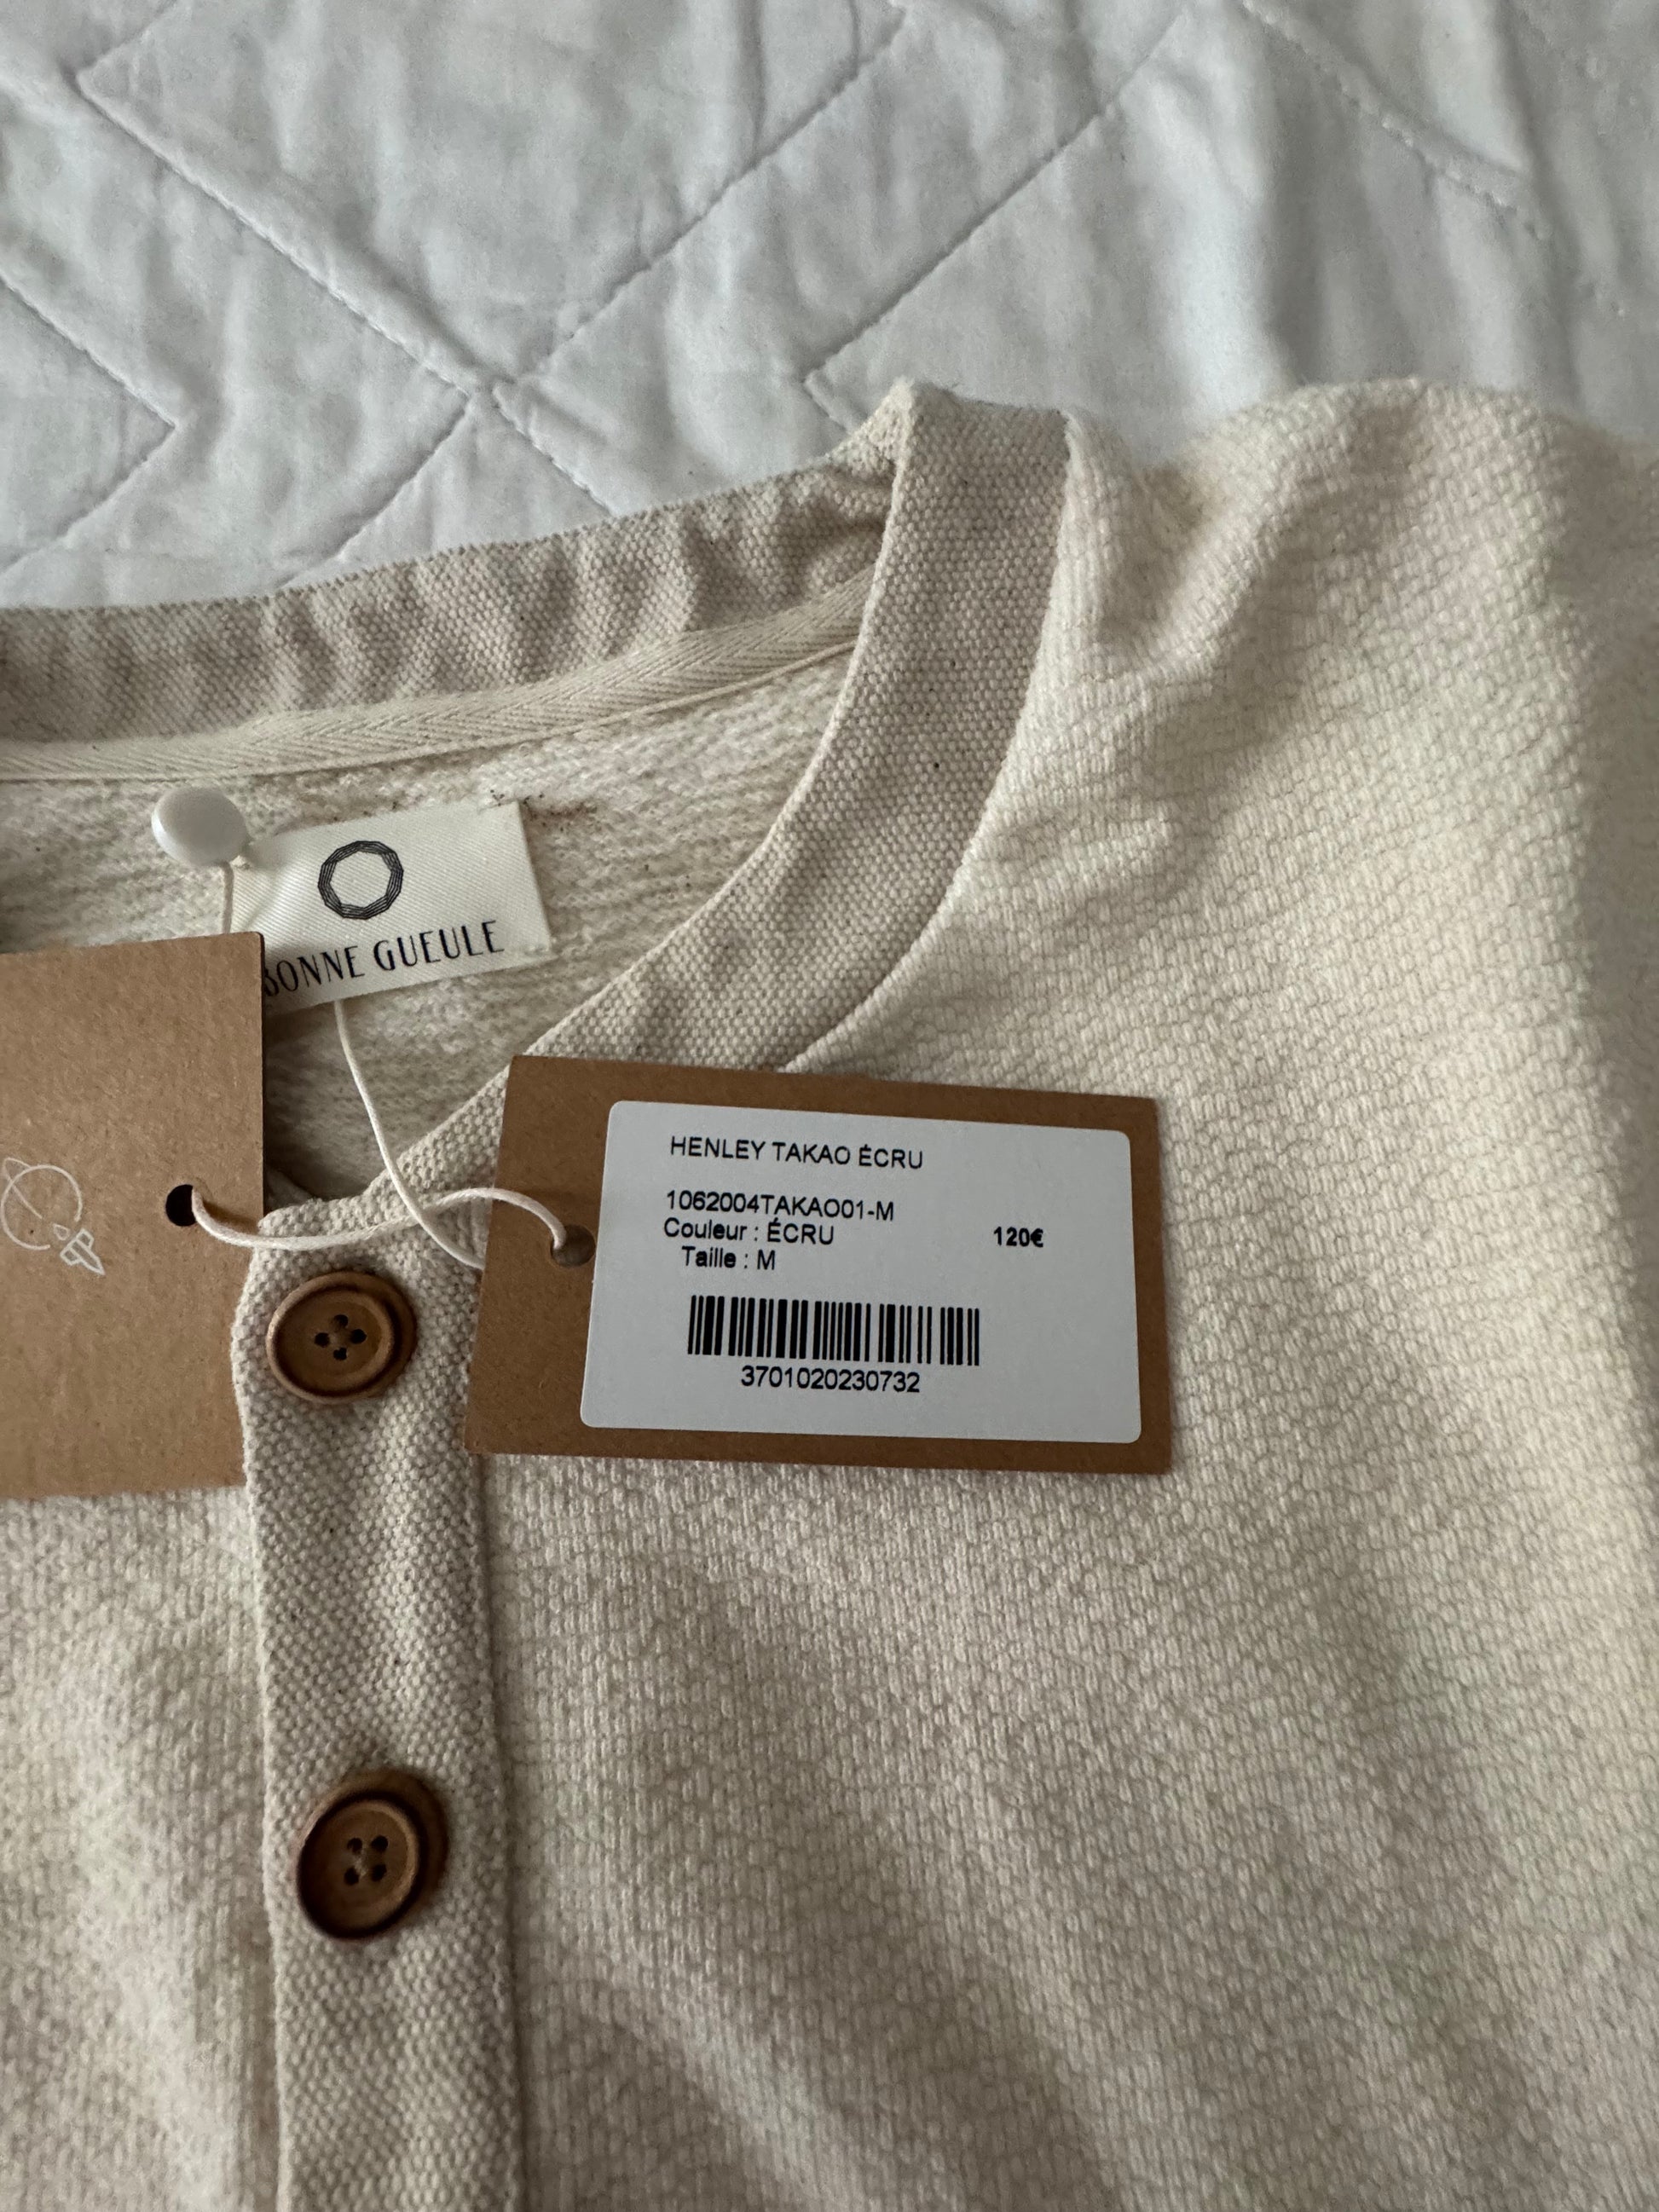 BONNE GUEULE
HENLEY TAKAO ÉCRU
1062004TAKAO01-M
Couleur : ÉCRU
120€
Taille : M
3701020230732